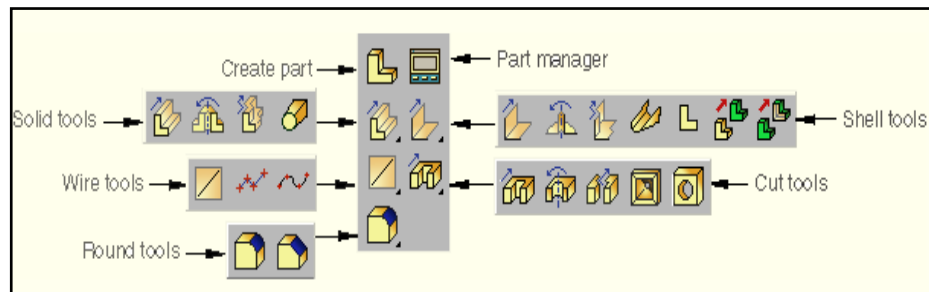 Create part
Part manager
Solid tools
Shell tools
Wire tools
Cut tools
Round tools